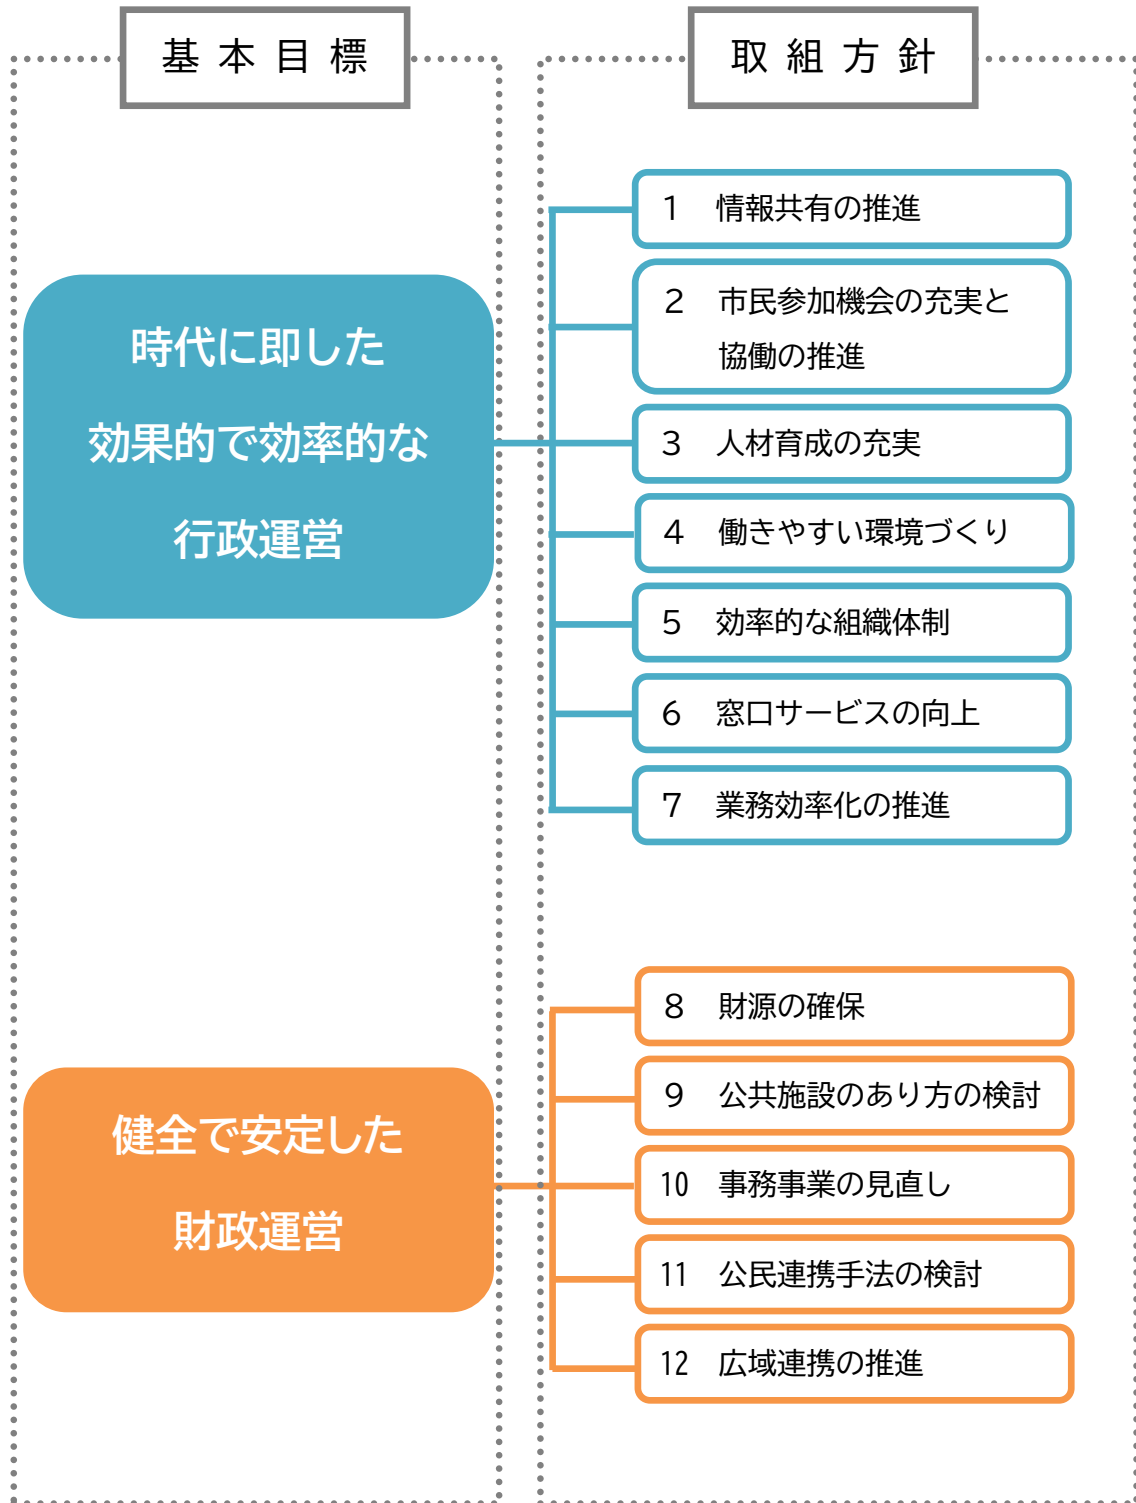 基本目標
取組方針
時代に即した
効果的で効率的な
行政運営
1 情報共有の推進
2 市民参加機会の充実と
協働の推進
3 人材育成の充実
4 働きやすい環境づくり
5 効率的な組織体制
6 窓口サービスの向上
7 業務効率化の推進
健全で安定した
財政運営
8 財源の確保
9 公共施設のあり方の検討
10 事務事業の見直し
11 公民連携手法の検討
12 広域連携の推進